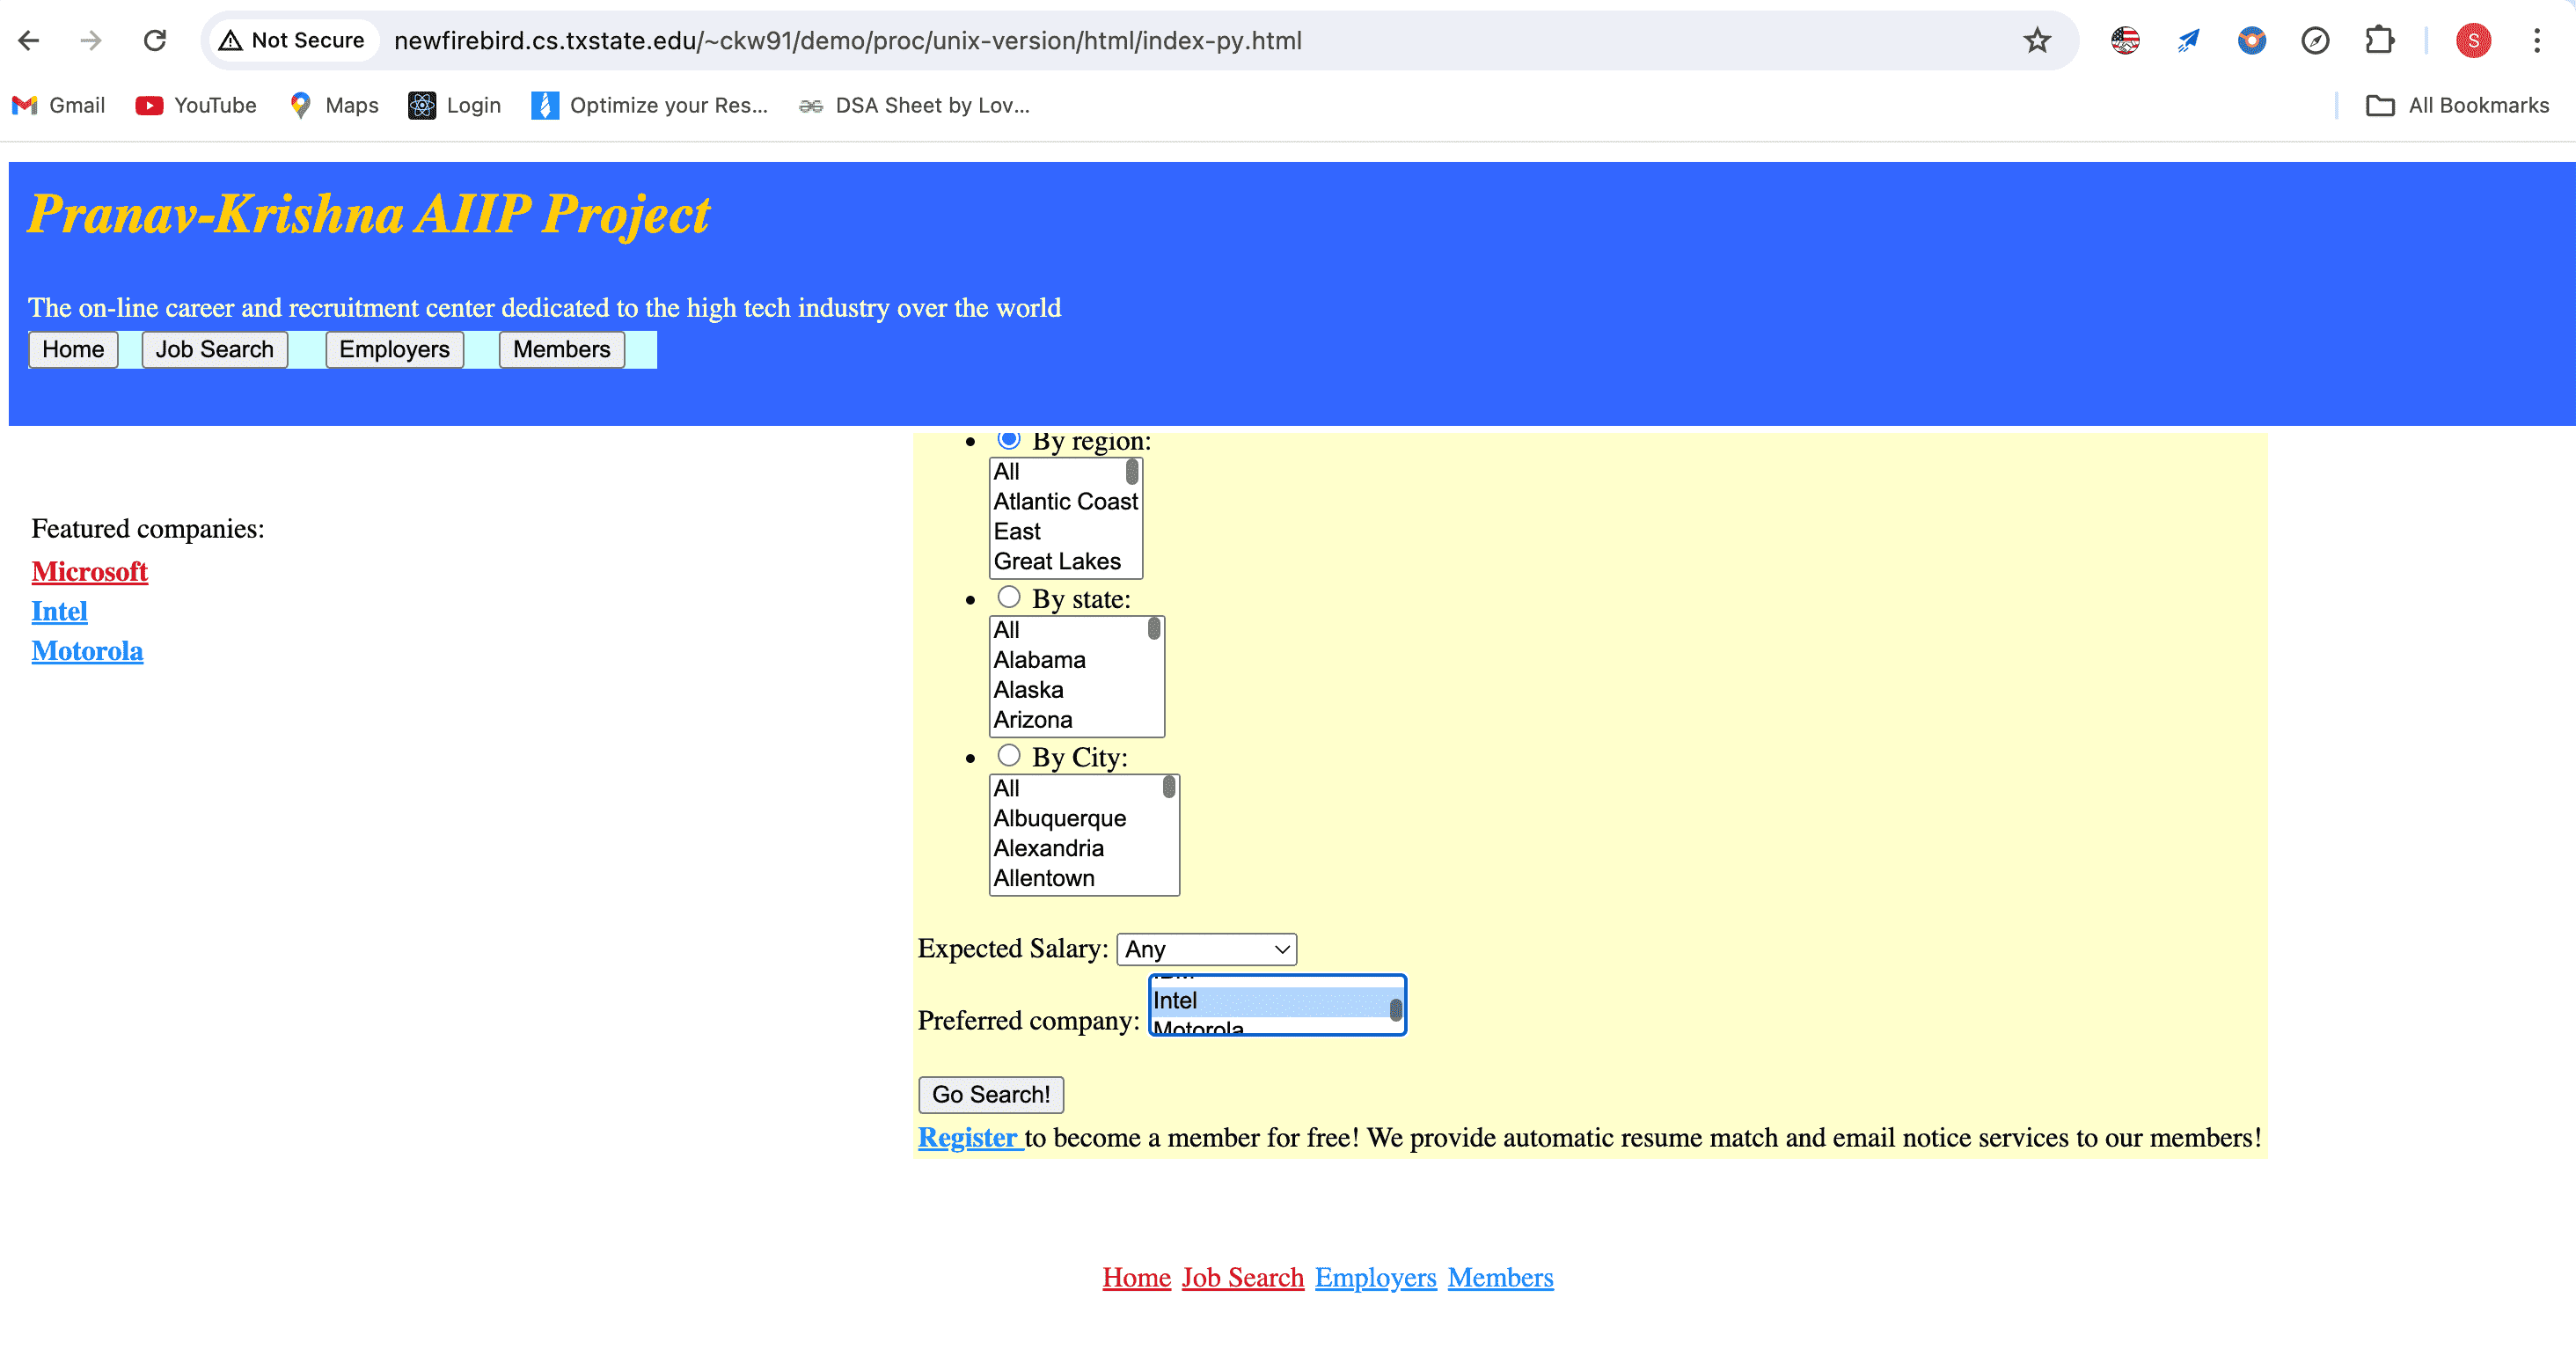 Not Secure newfirebird.cs.txstate.edu/~ckw91/demo/proc/unix-version/html/index-py.html S
Gmail YouTube Maps Login Optimize your Res... DSA Sheet by Lov... All Bookmarks
Pranav-Krishna AIIP Project
The on-line career and recruitment center dedicated to the high tech industry over the world
Home Job Search Employers Members
Featured companies:
Microsoft
Intel
Motorola
By region:
All
Atlantic Coast
East
Great Lakes
By state:
All
Alabama
Alaska
Arizona
By City:
All
Albuquerque
Alexandria
Allentown
Expected Salary: Any
IBM
Intel
Preferred company:
Motorola
Go Search!
Register to become a member for free! We provide automatic resume match and email notice services to our members!
Home Job Search Employers Members